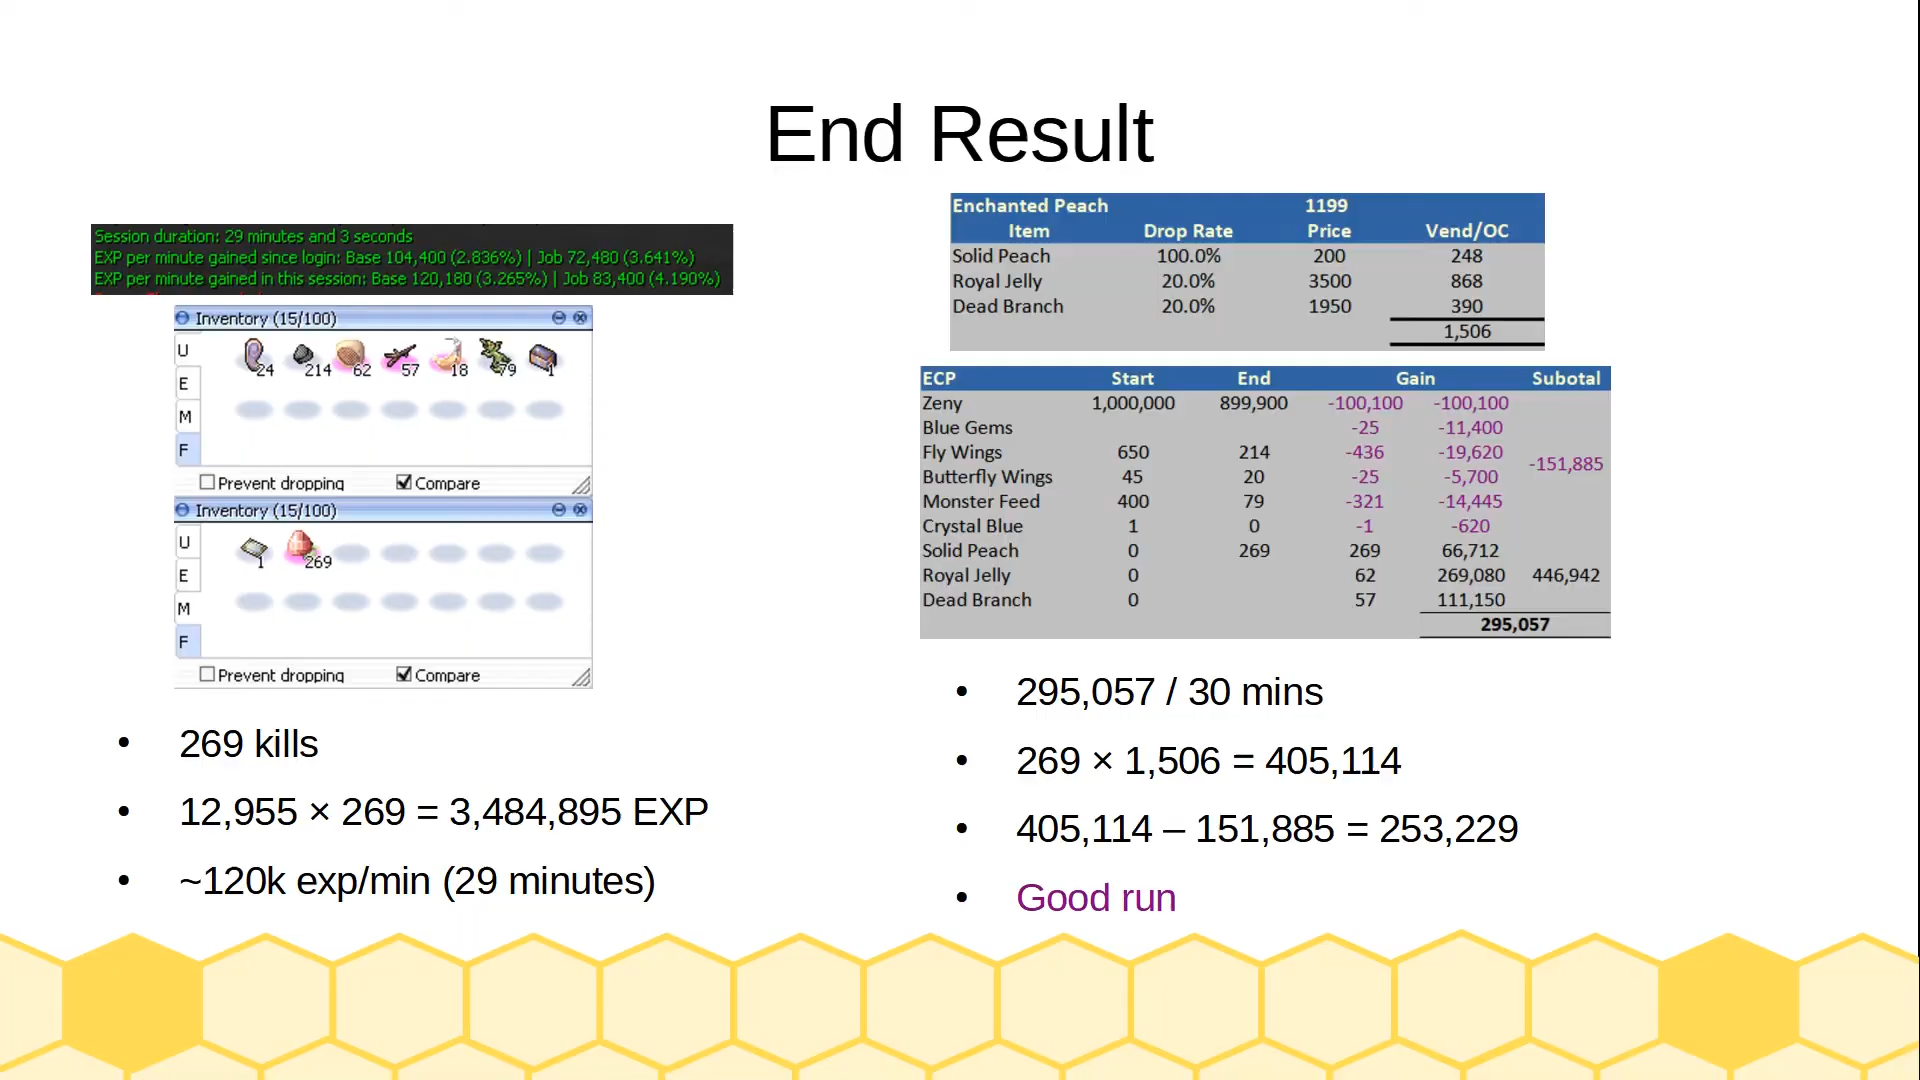 End Result
Session duration: 29 minutes and 3 seconds
EXP per minute gained since login: Base 104,400 (2.836%) | Job 72,480 (3.641%)
EXP per minute gained in this session: Base 120,180 (3.265%) | Job 83,400 (4.190%)
Inventory (15/100)
U
24 214 62 57 18 79 1
E
M
F
Prevent dropping Compare
Inventory (15/100)
U
1 269
E
M
F
Prevent dropping Compare
• 269 kills
• 12,955 × 269 = 3,484,895 EXP
• ~120k exp/min (29 minutes)
Enchanted Peach 1199
Item Drop Rate Price Vend/OC
Solid Peach 100.0% 200 248
Royal Jelly 20.0% 3500 868
Dead Branch 20.0% 1950 390
1,506
ECP Start End Gain Subotal
Zeny 1,000,000 899,900 -100,100 -100,100
Blue Gems -25 -11,400
Fly Wings 650 214 -436 -19,620
-151,885
Butterfly Wings 45 20 -25 -5,700
Monster Feed 400 79 -321 -14,445
Crystal Blue 1 0 -1 -620
Solid Peach 0 269 269 66,712
Royal Jelly 0 62 269,080 446,942
Dead Branch 0 57 111,150
295,057
• 295,057 / 30 mins
• 269 × 1,506 = 405,114
• 405,114 – 151,885 = 253,229
• Good run